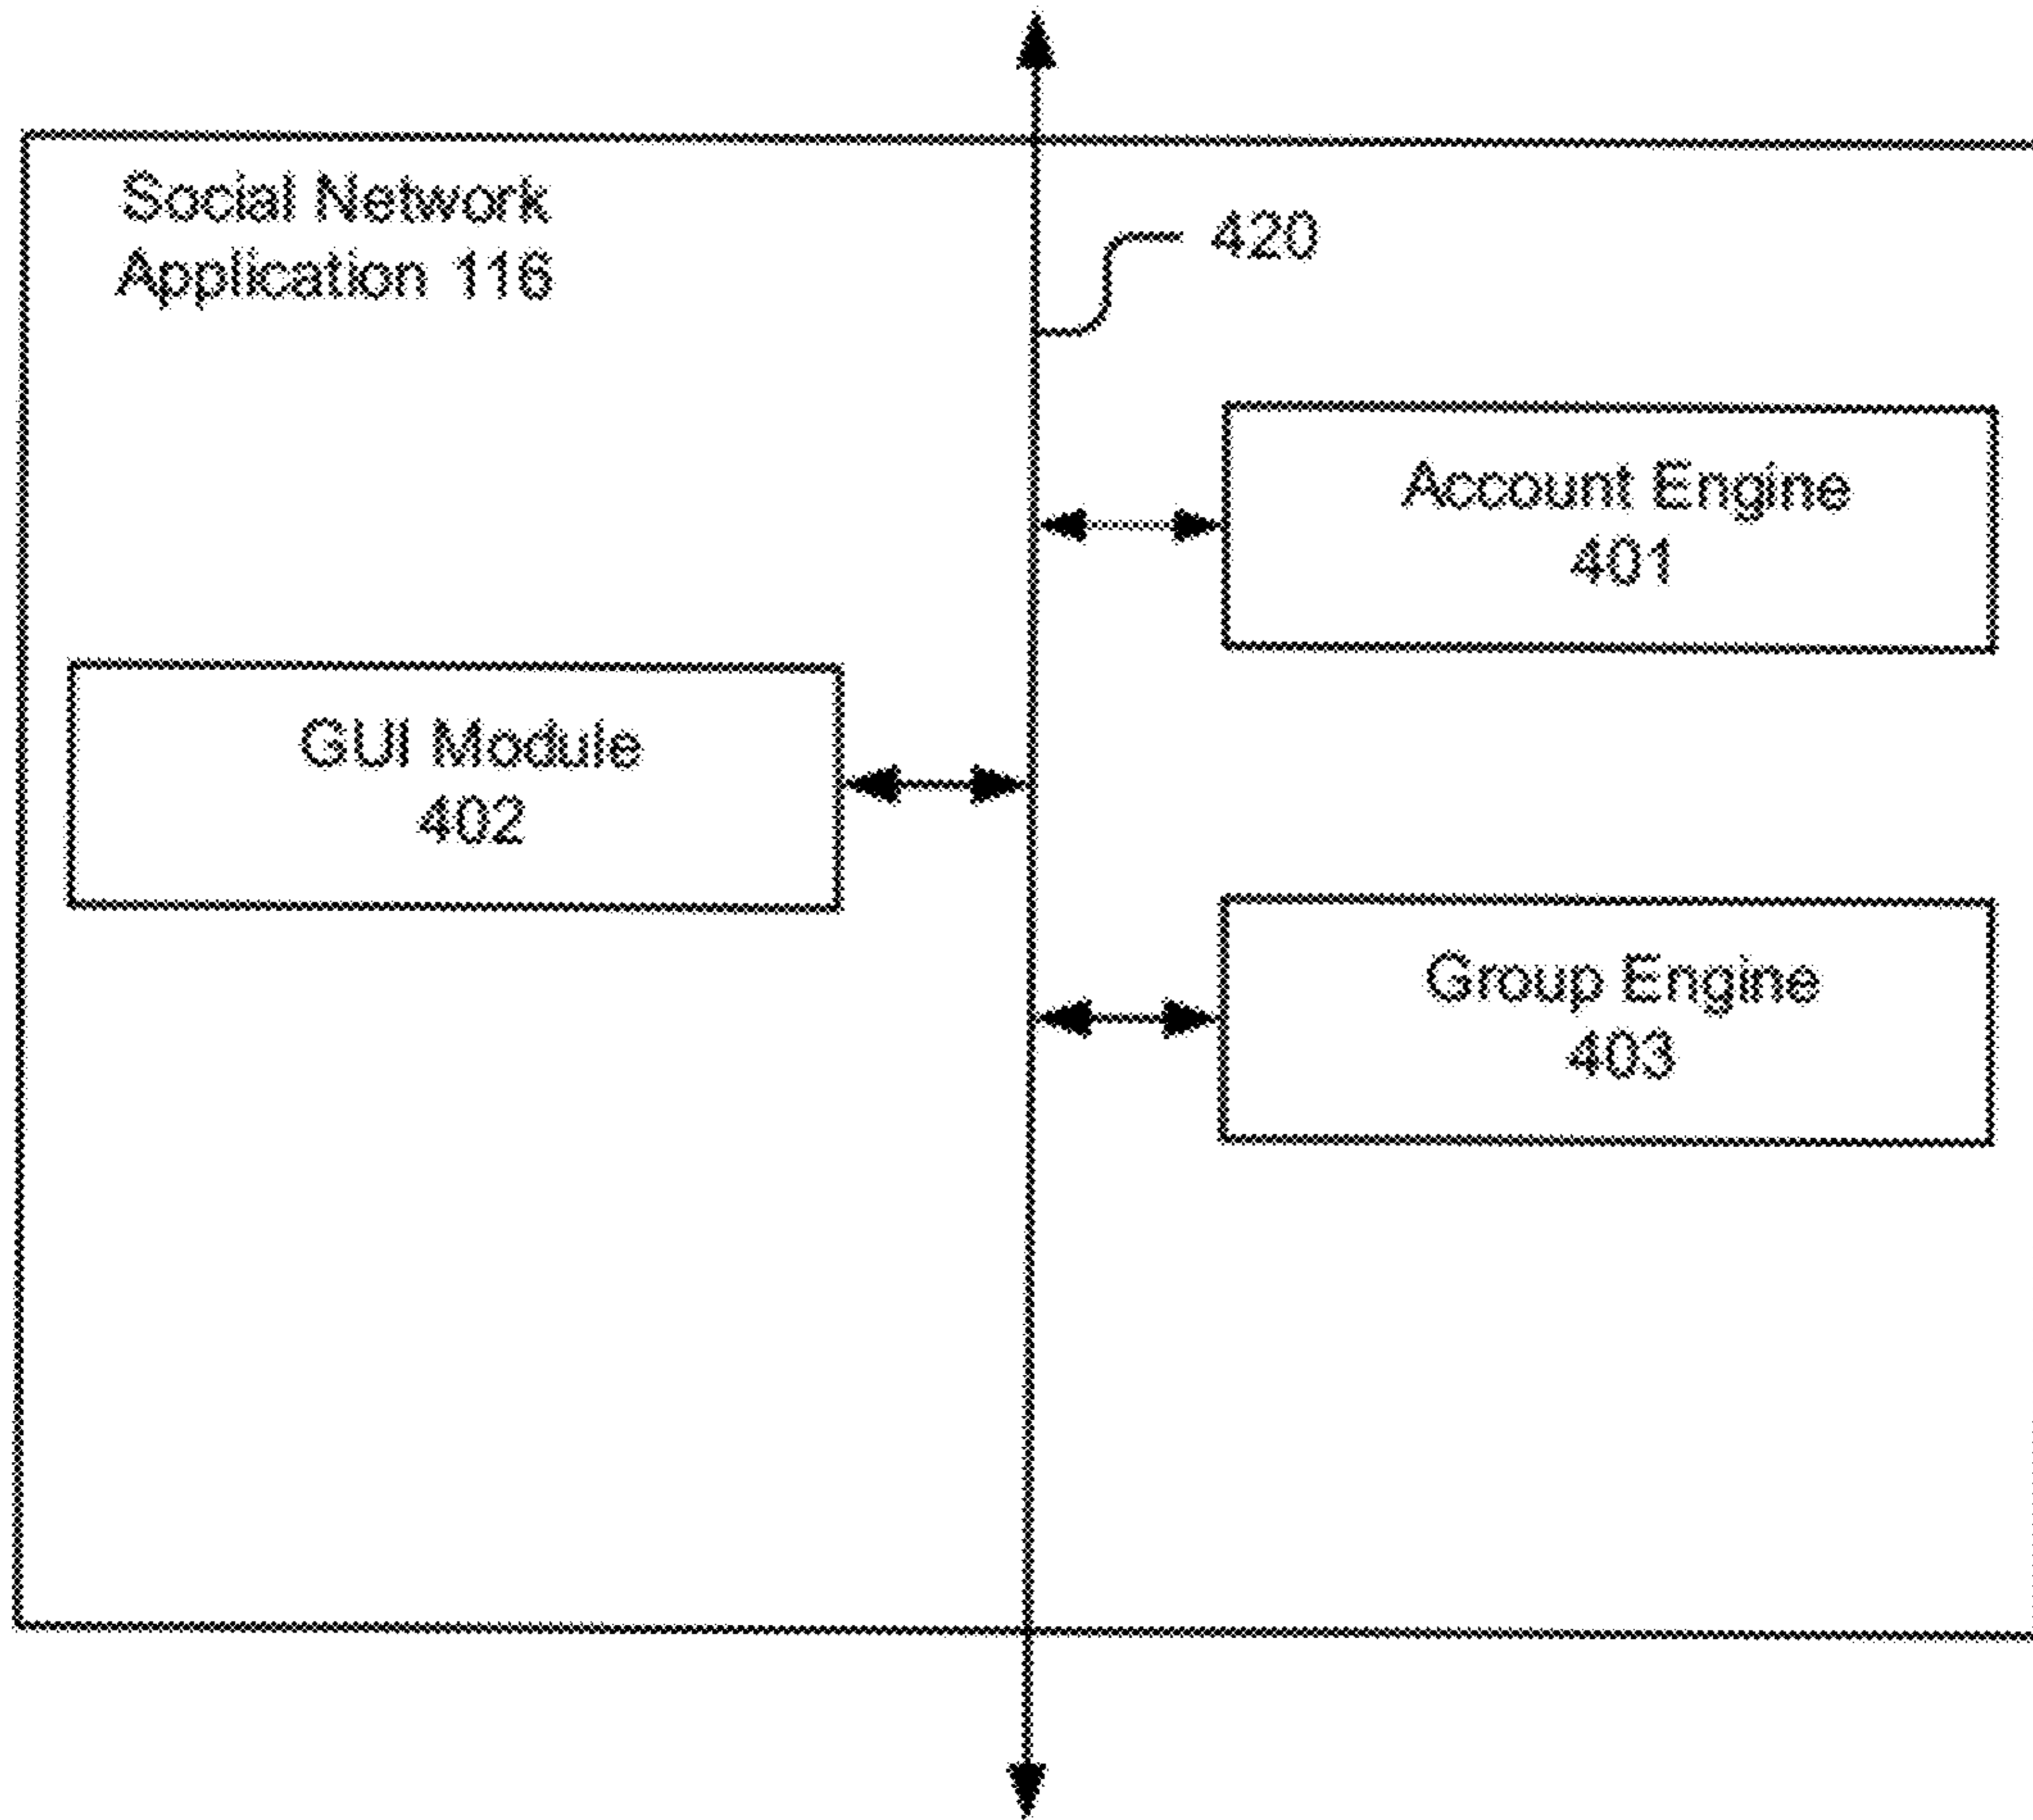 Social Network
Application 116
420
Account Engine
401
GUI Module
402
Group Engine
403